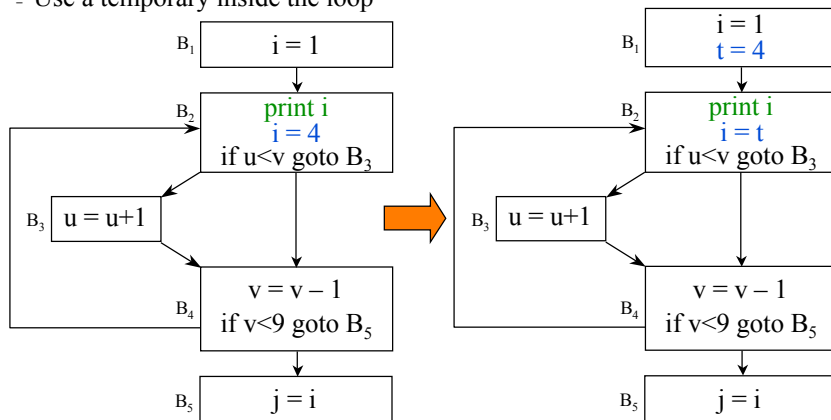 - Use a temporary inside the loop
B1
i = 1
B2
print i
i = 4
if u<v goto B3
B3
u = u+1
B4
v = v – 1
if v<9 goto B5
B5
j = i
B1
i = 1
t = 4
B2
print i
i = t
if u<v goto B3
B3
u = u+1
B4
v = v – 1
if v<9 goto B5
B5
j = i